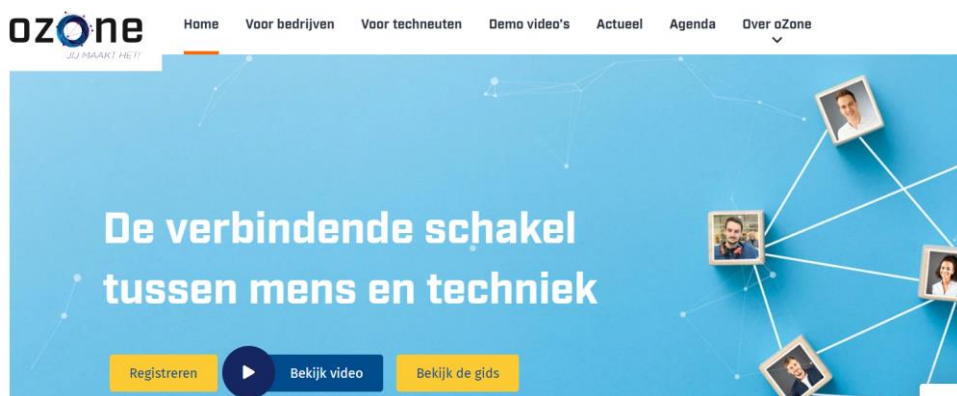 ozone
JIJ MAAKT HET!
Home Voor bedrijven Voor techneuten Demo video's Actueel Agenda Over oZone
De verbindende schakel
tussen mens en techniek
Registreren Bekijk video Bekijk de gids